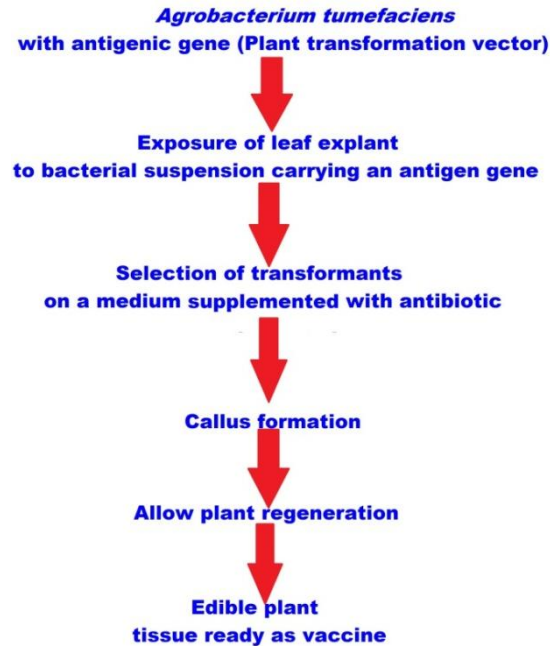 Agrobacterium tumefaciens
with antigenic gene (Plant transformation vector)
Exposure of leaf explant
to bacterial suspension carrying an antigen gene
Selection of transformants
on a medium supplemented with antibiotic
Callus formation
Allow plant regeneration
Edible plant
tissue ready as vaccine